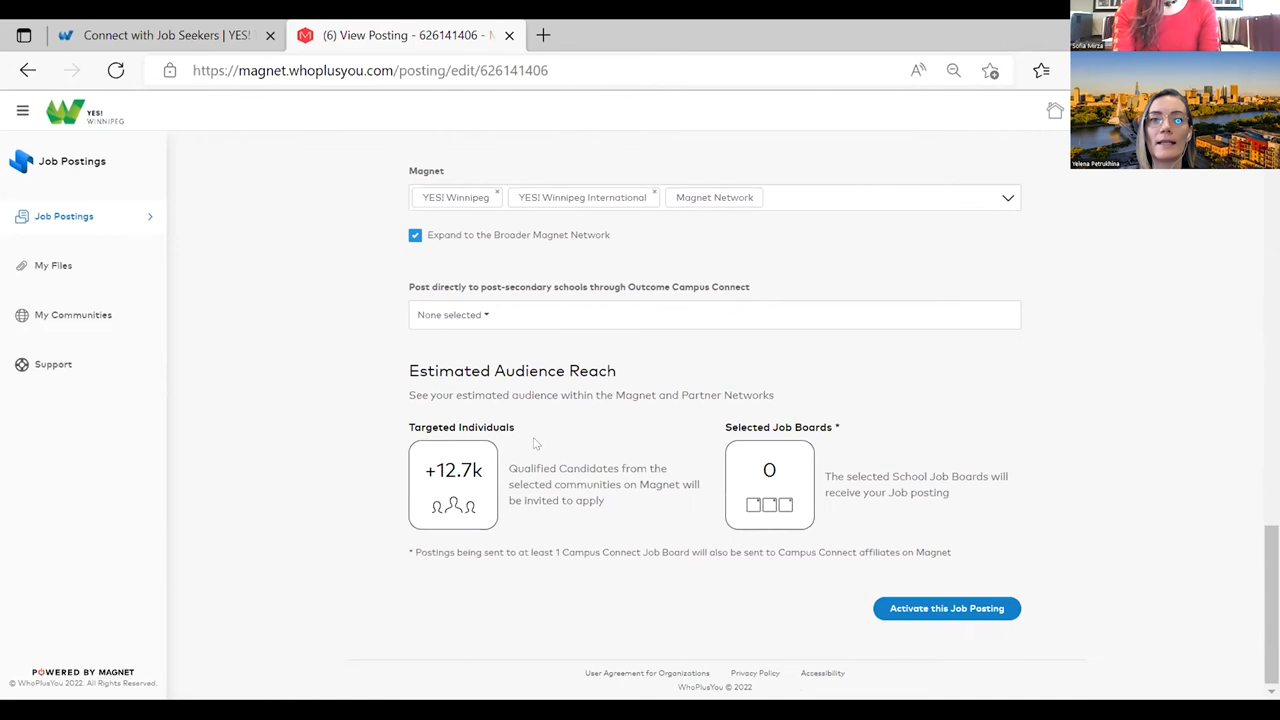 Connect with Job Seekers | YES!
(6) View Posting - 626141406 -
https://magnet.whoplusyou.com/posting/edit/626141406
YES!
WINNIPEG
Sofia Mirza
Yelena Petrukhina
Job Postings
Job Postings
My Files
My Communities
Support
Magnet
YES! Winnipeg
YES! Winnipeg International
Magnet Network
Expand to the Broader Magnet Network
Post directly to post-secondary schools through Outcome Campus Connect
None selected
Estimated Audience Reach
See your estimated audience within the Magnet and Partner Networks
Targeted Individuals
+12.7k
Qualified Candidates from the
selected communities on Magnet will
be invited to apply
Selected Job Boards *
0
The selected School Job Boards will
receive your Job posting
* Postings being sent to at least 1 Campus Connect Job Board will also be sent to Campus Connect affiliates on Magnet
Activate this Job Posting
POWERED BY MAGNET
© WhoPlusYou 2022. All Rights Reserved.
User Agreement for Organizations Privacy Policy Accessibility
WhoPlusYou © 2022